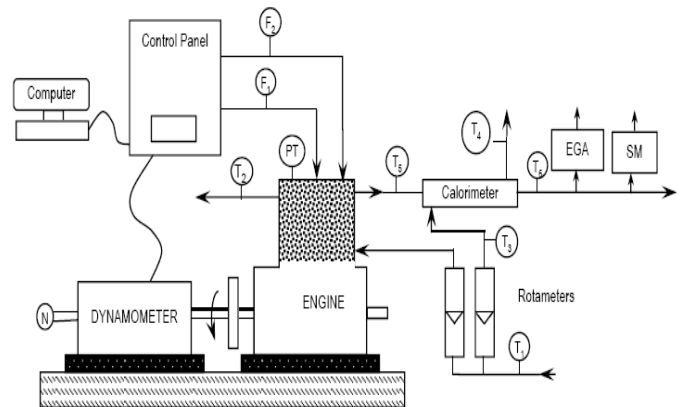 F2
Control Panel
F1
Computer
PT
T2
T5
T4
EGA
SM
T6
Calorimeter
T3
ENGINE
Rotameters
N
DYNAMOMETER
T1